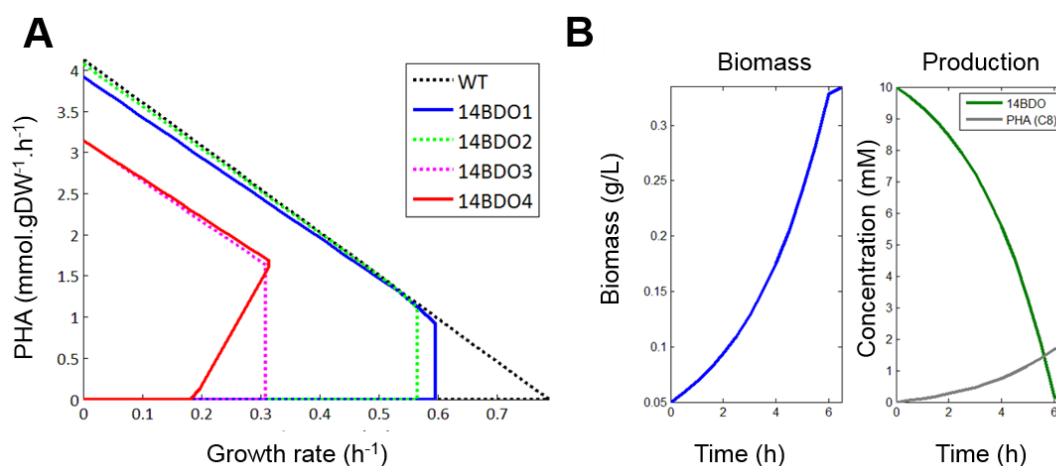 A
PHA (mmol.gDW⁻¹.h⁻¹)
4
3.5
3
2.5
2
1.5
1
0.5
0
0
0.1
0.2
0.3
0.4
0.5
0.6
0.7
Growth rate (h⁻¹)
WT
14BDO1
14BDO2
14BDO3
14BDO4
B
Biomass
Biomass (g/L)
0.3
0.25
0.2
0.15
0.1
0.05
0
2
4
6
Time (h)
Production
Concentration (mM)
10
9
8
7
6
5
4
3
2
1
0
0
2
4
6
Time (h)
14BDO
PHA (C8)